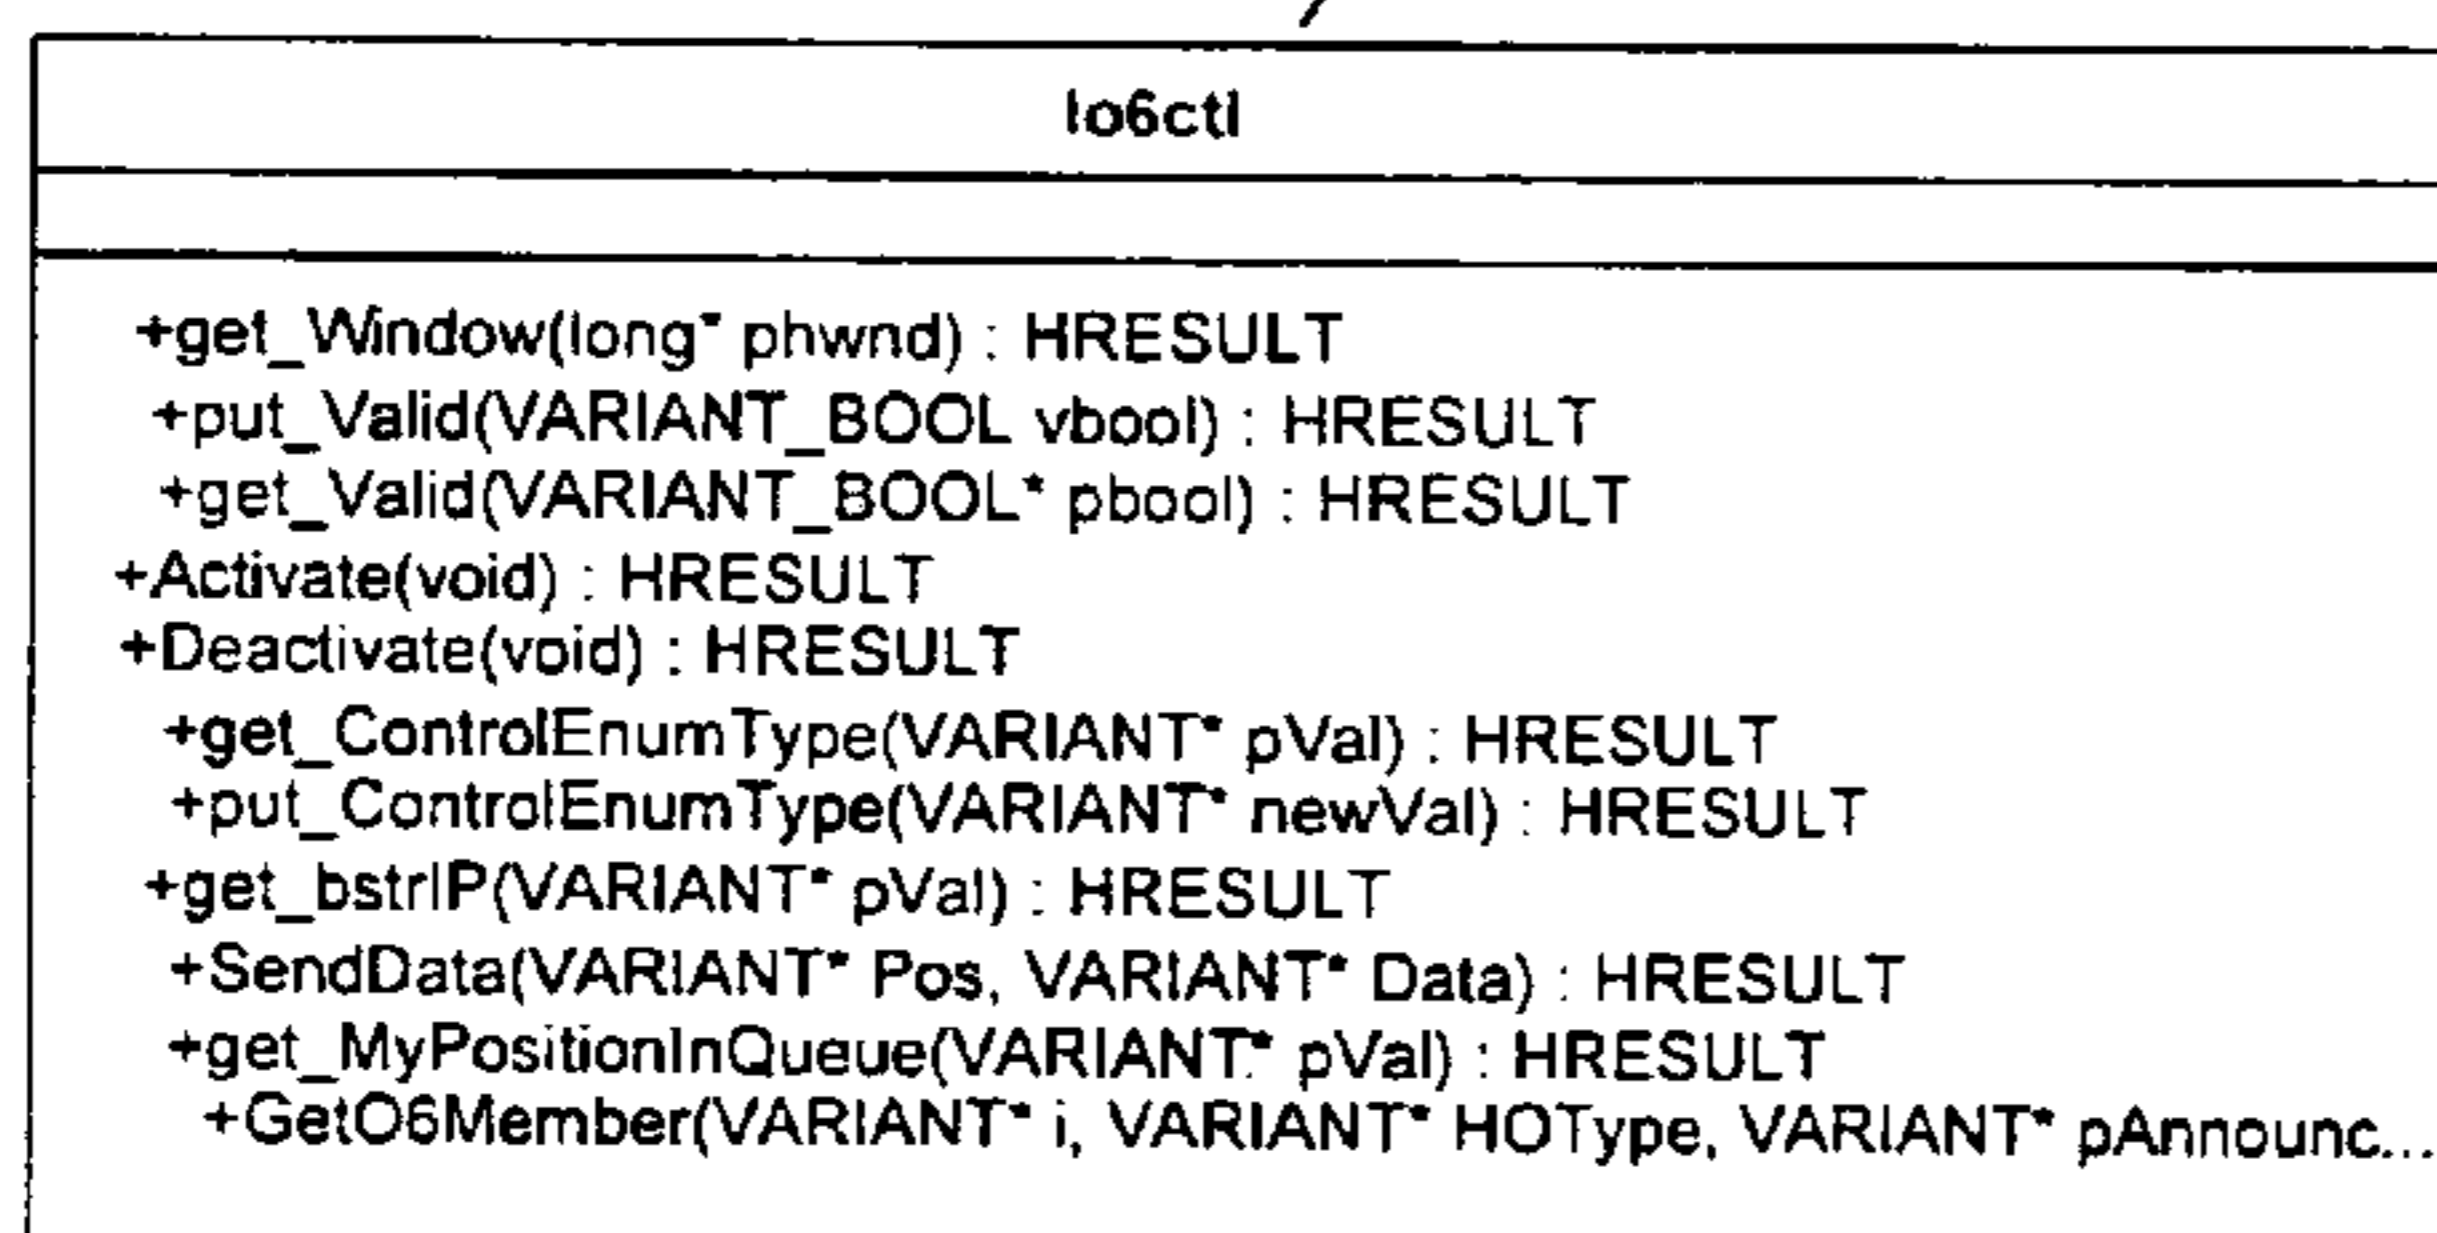 Io6ctl
+get_Window(long* phwnd) : HRESULT
+put_Valid(VARIANT_BOOL vbool) : HRESULT
+get_Valid(VARIANT_BOOL* pbool) : HRESULT
+Activate(void) : HRESULT
+Deactivate(void) : HRESULT
+get_ControlEnumType(VARIANT* pVal) : HRESULT
+put_ControlEnumType(VARIANT* newVal) : HRESULT
+get_bstrIP(VARIANT* pVal) : HRESULT
+SendData(VARIANT* Pos, VARIANT* Data) : HRESULT
+get_MyPositionInQueue(VARIANT* pVal) : HRESULT
+GetO6Member(VARIANT* i, VARIANT* HOType, VARIANT* pAnnounc...